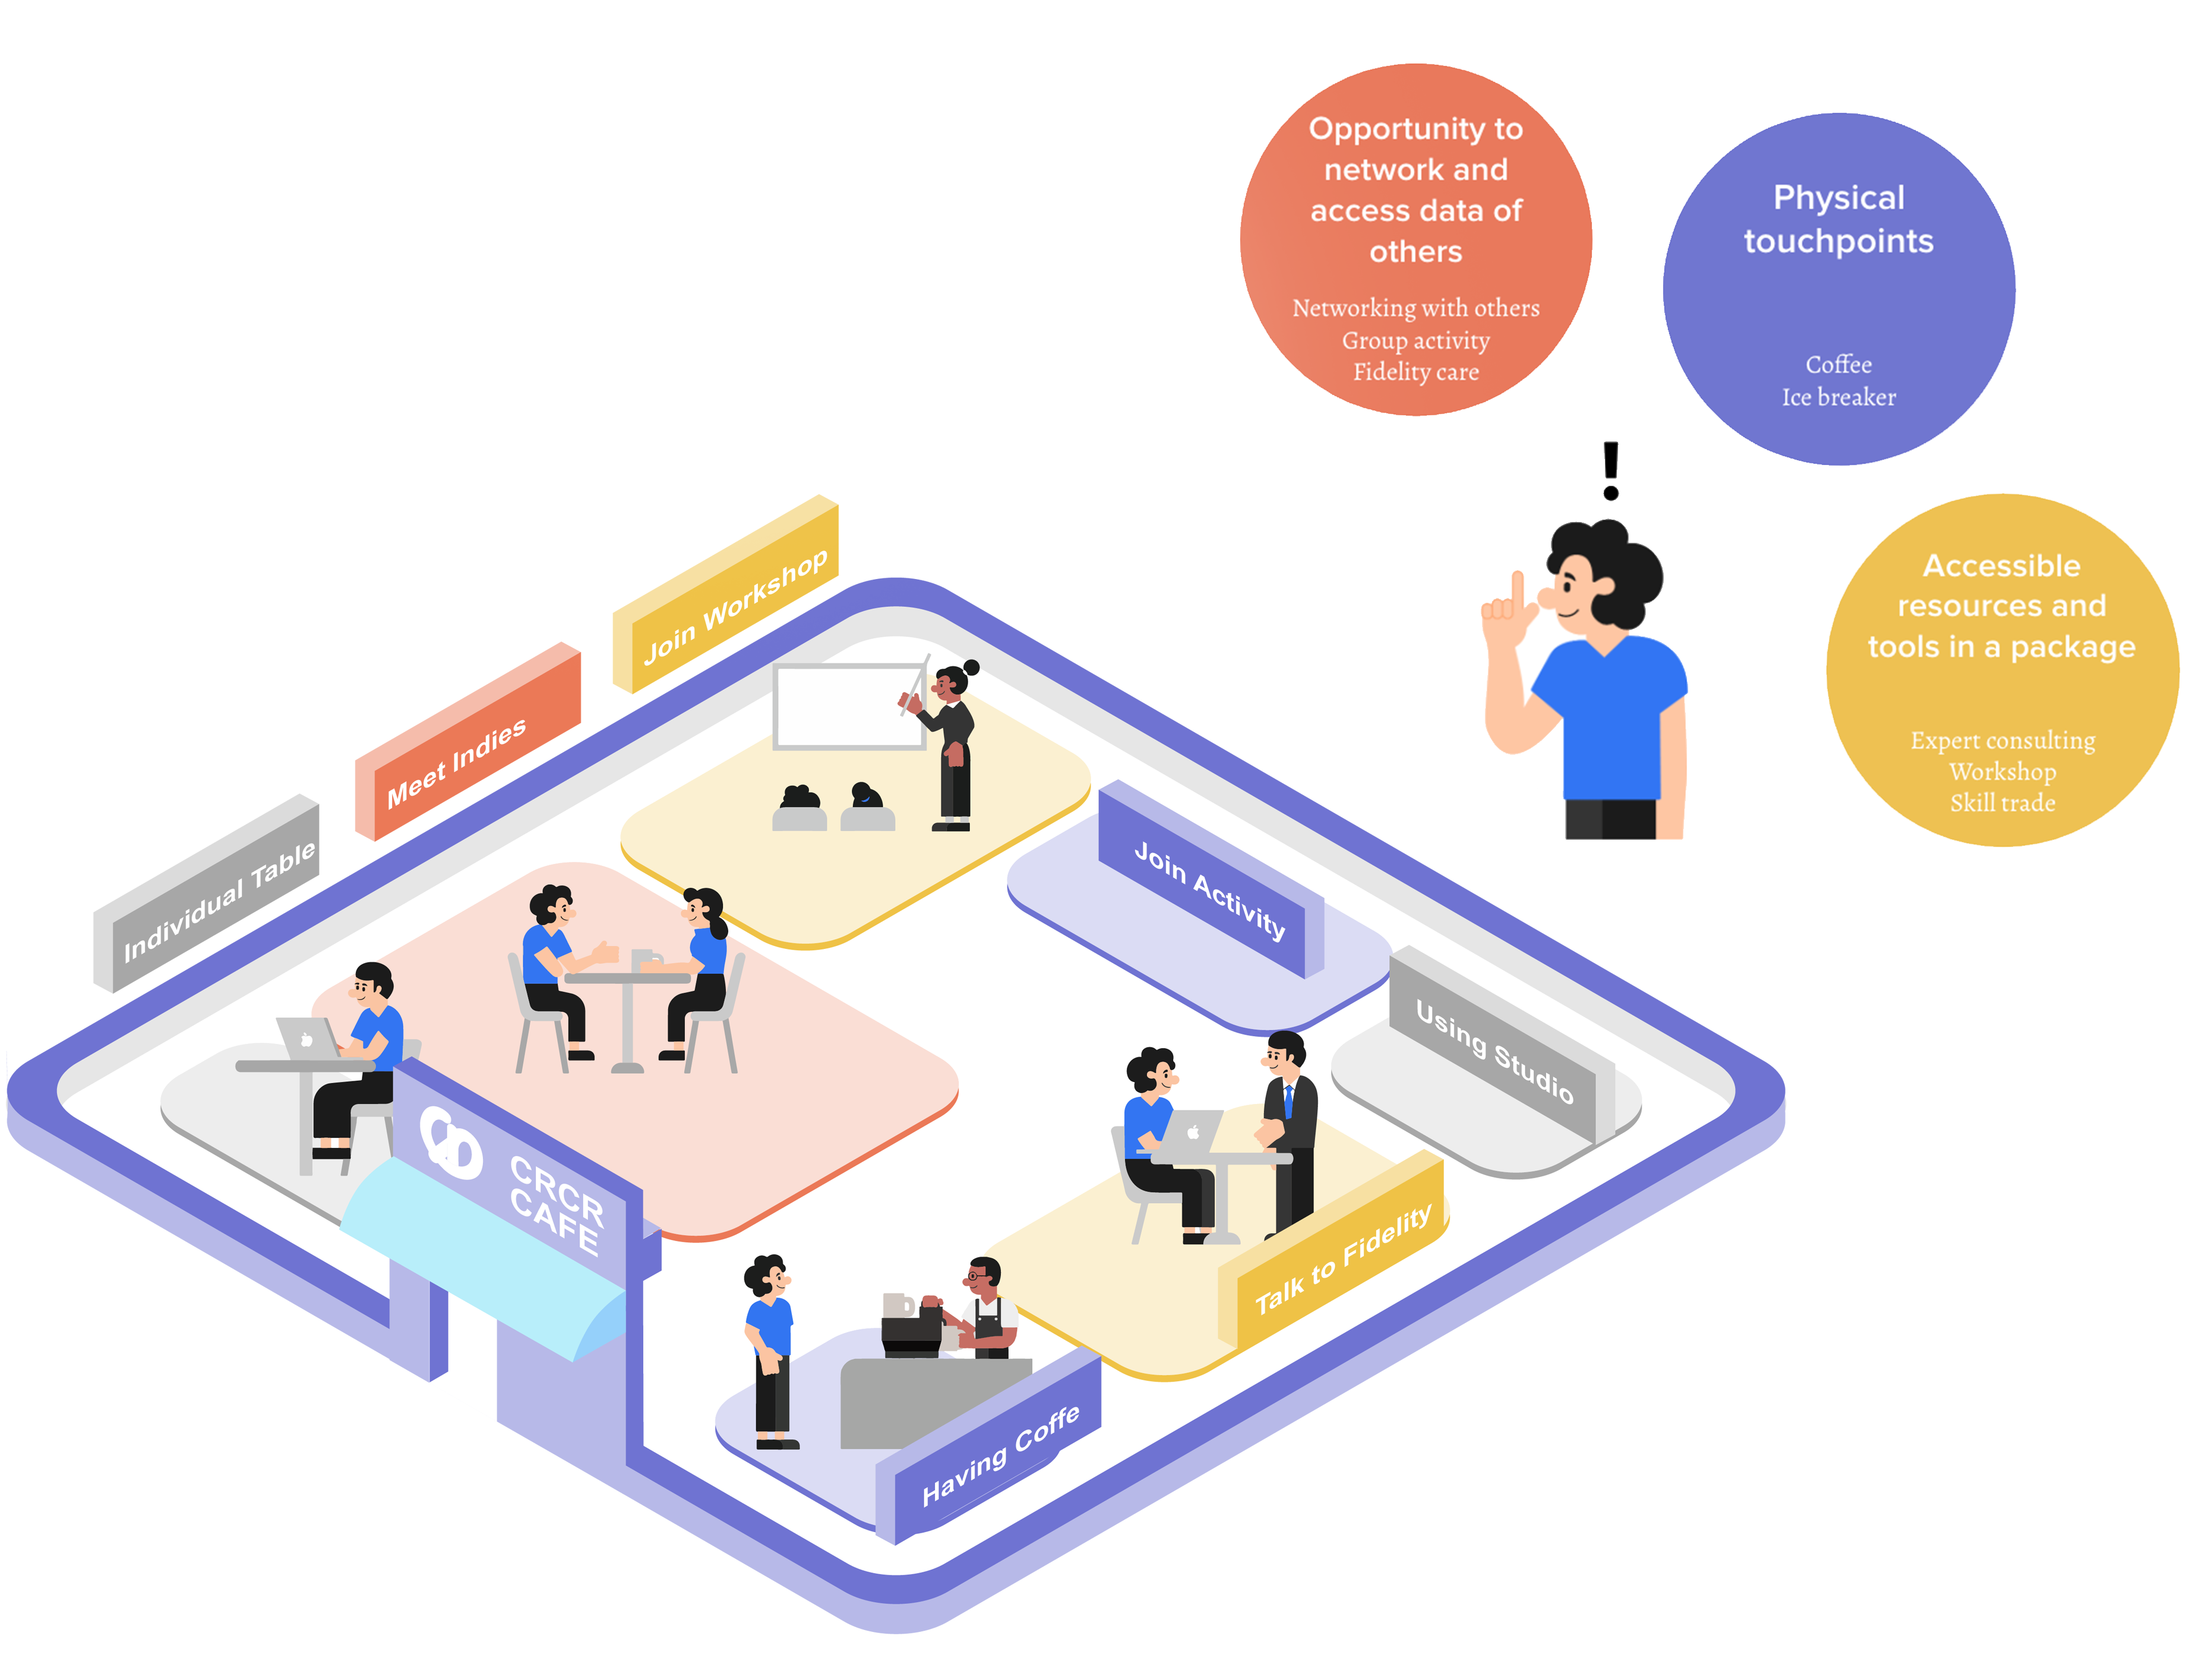 Opportunity to
network and
access data of
others
Networking with others
Group activity
Fidelity care
Physical
touchpoints
Coffee
Ice breaker
!
Accessible
resources and
tools in a package
Expert consulting
Workshop
Skill trade
Join Workshop
Meet Indies
Individual Table
Join Activity
Using Studio
CRCR
CAFE
Talk to Fidelity
Having Coffe